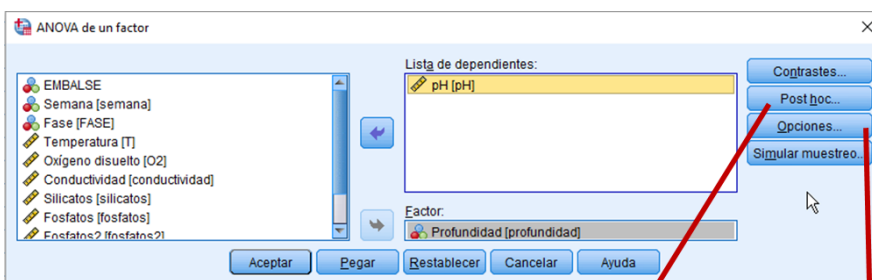 ANOVA de un factor
Lista de dependientes:
EMBALSE
Semana [semana]
Fase [FASE]
Temperatura [T]
Oxígeno disuelto [O2]
Conductividad [conductividad]
Silicatos [silicatos]
Fosfatos [fosfatos]
Fosfatos2 [fosfatos2]
pH [pH]
Factor:
Profundidad [profundidad]
Contrastes...
Post hoc...
Opciones...
Simular muestreo...
Aceptar Pegar Restablecer Cancelar Ayuda